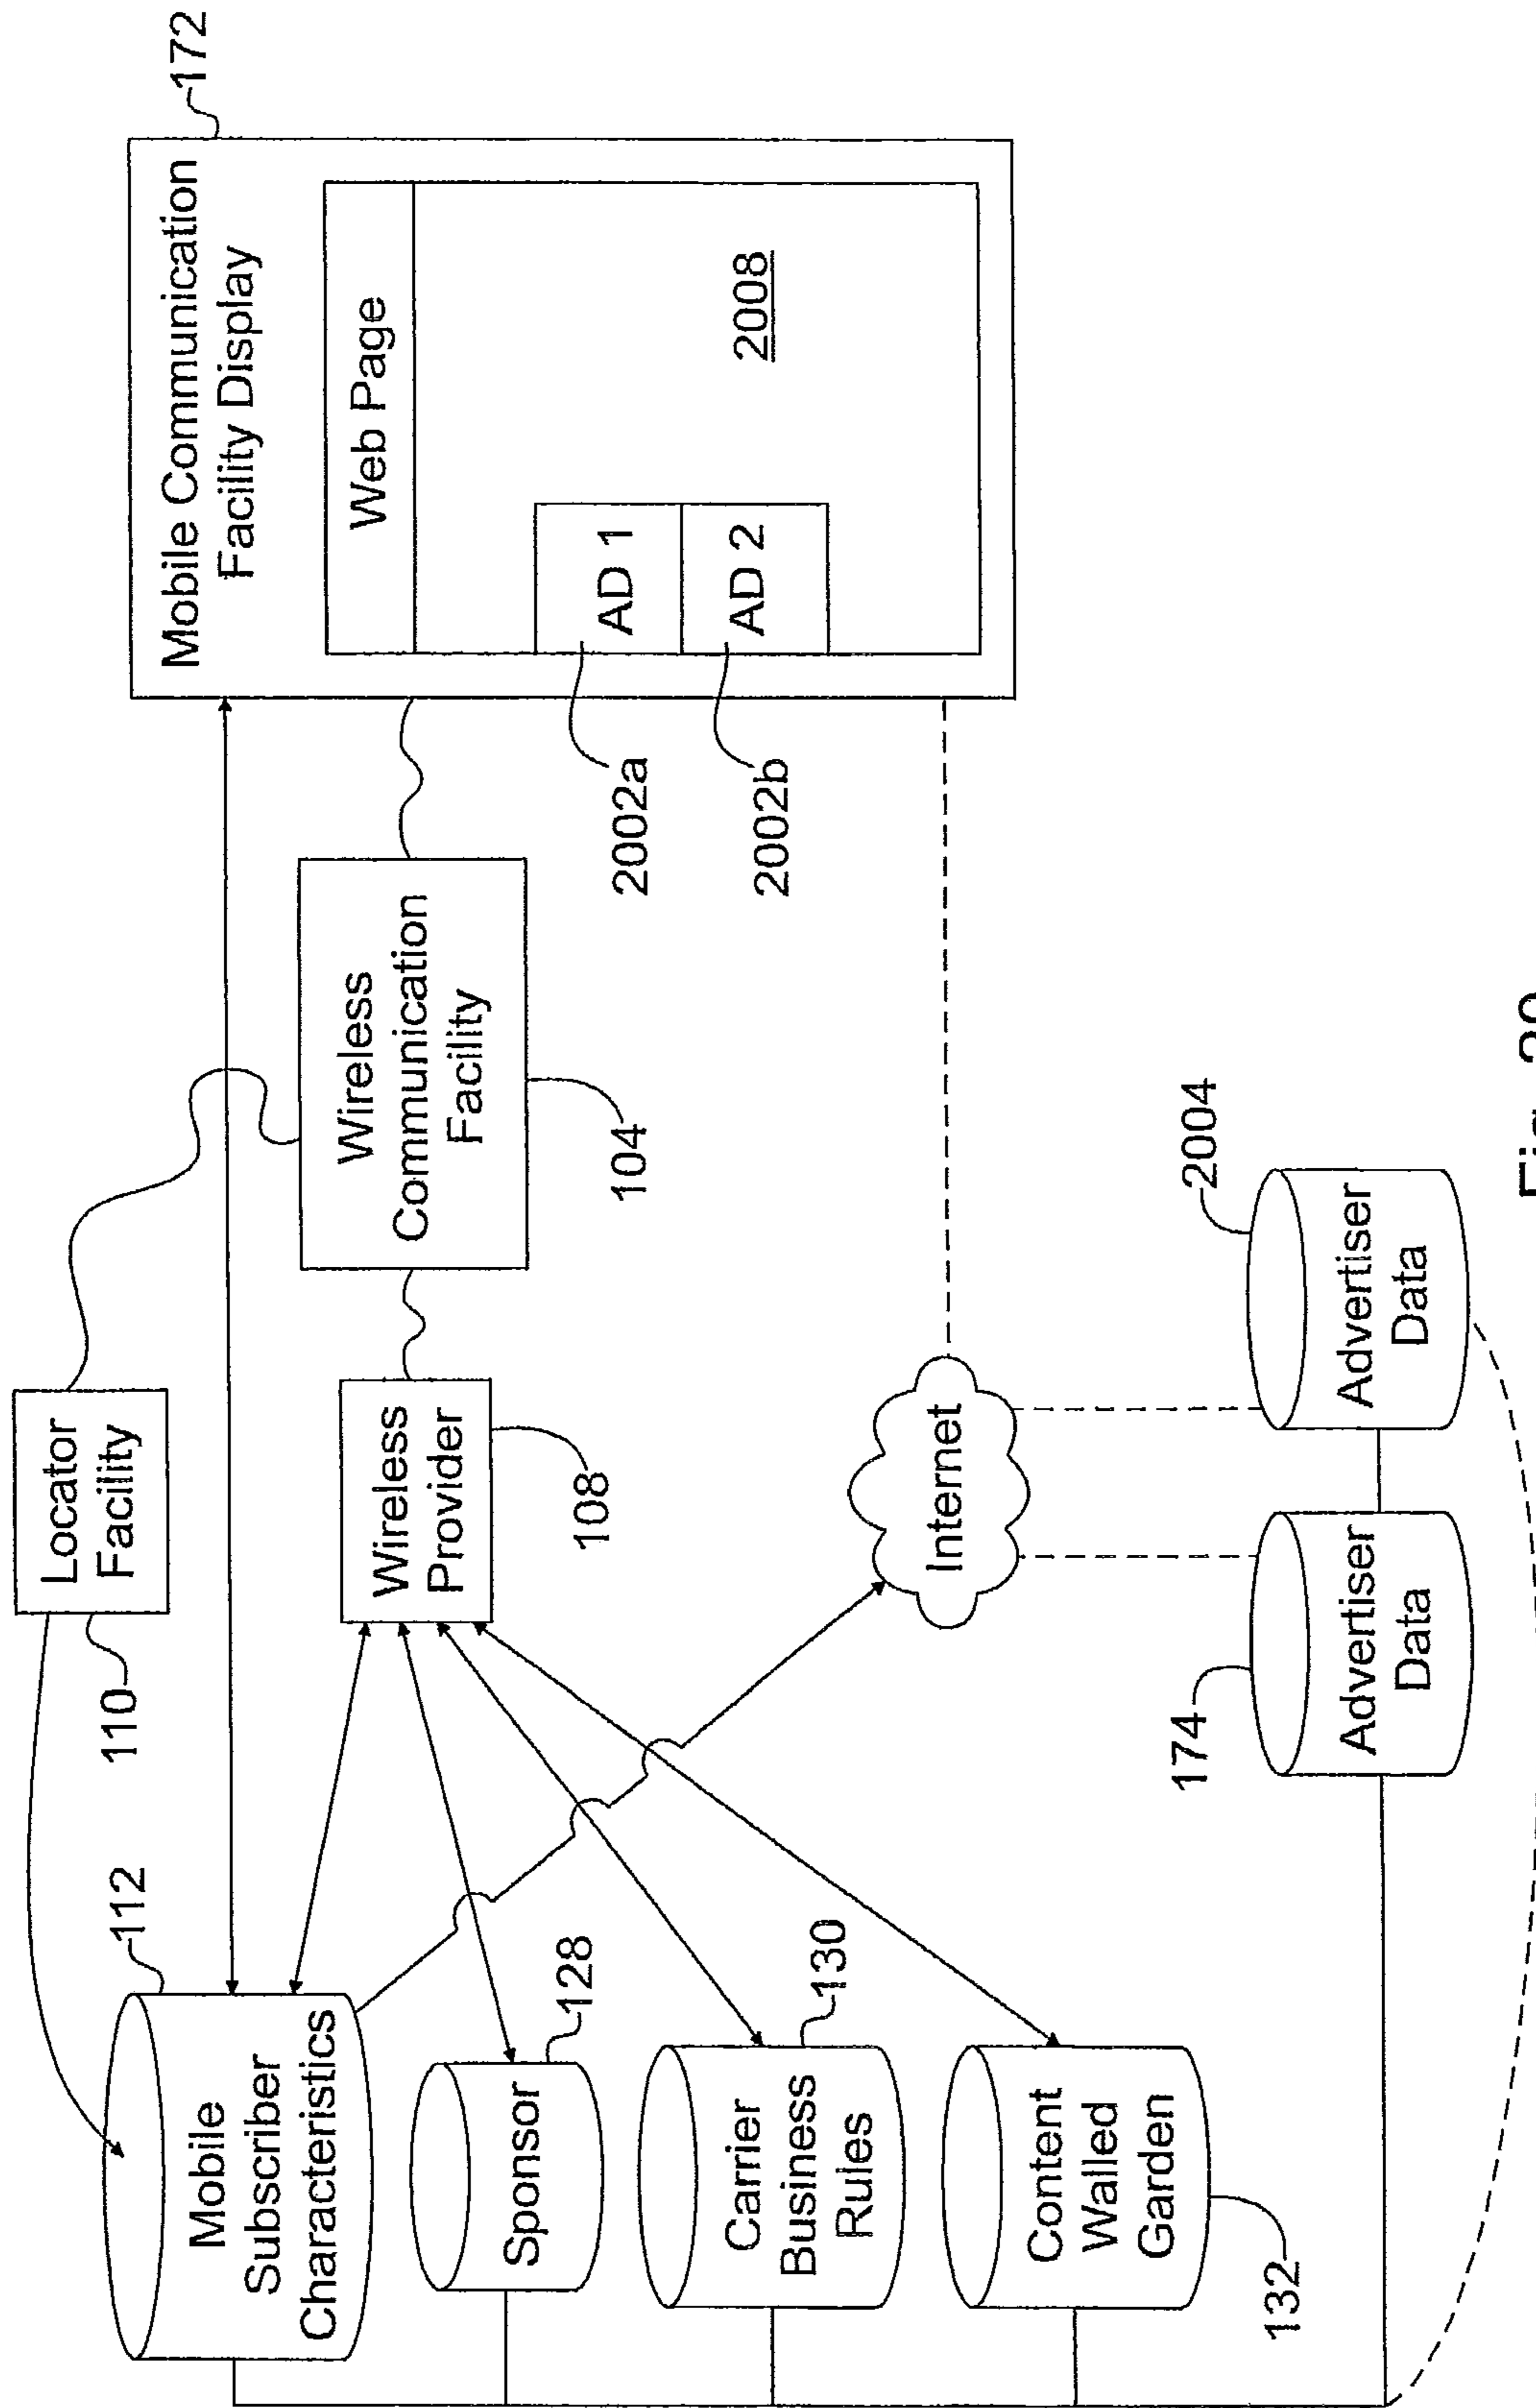 Locator
Facility
110
Mobile
Subscriber
Characteristics
112
Sponsor
128
Carrier
Business
Rules
130
Content
Walled
Garden
132
Wireless
Provider
108
Wireless
Communication
Facility
104
Mobile Communication
Facility Display
172
Web Page
2008
AD 1
AD 2
2002a
2002b
Internet
Advertiser
Data
174
Advertiser
Data
2004
Fig.